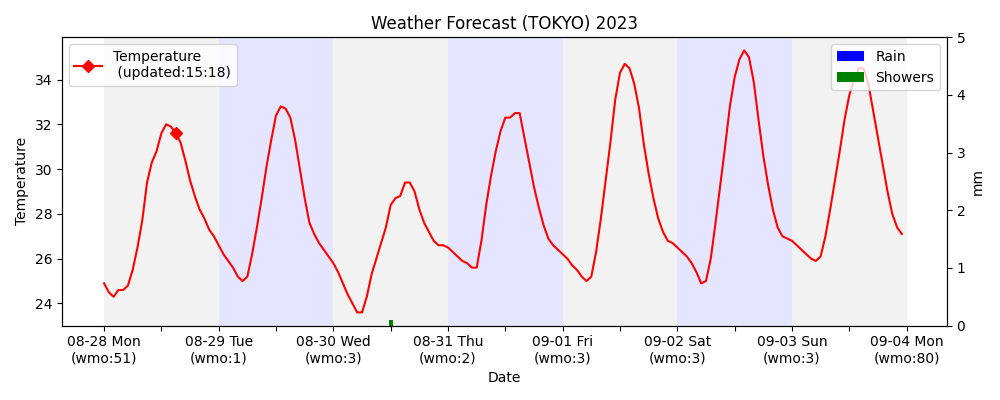 Weather Forecast (TOKYO) 2023
Temperature
(updated:15:18)
Rain
Showers
34
32
30
28
26
24
Temperature
5
4
3
2
1
0
mm
08-28 Mon 08-29 Tue 08-30 Wed 08-31 Thu 09-01 Fri 09-02 Sat 09-03 Sun 09-04 Mon
(wmo:51) (wmo:1) (wmo:3) (wmo:2) (wmo:3) (wmo:3) (wmo:3) (wmo:80)
Date